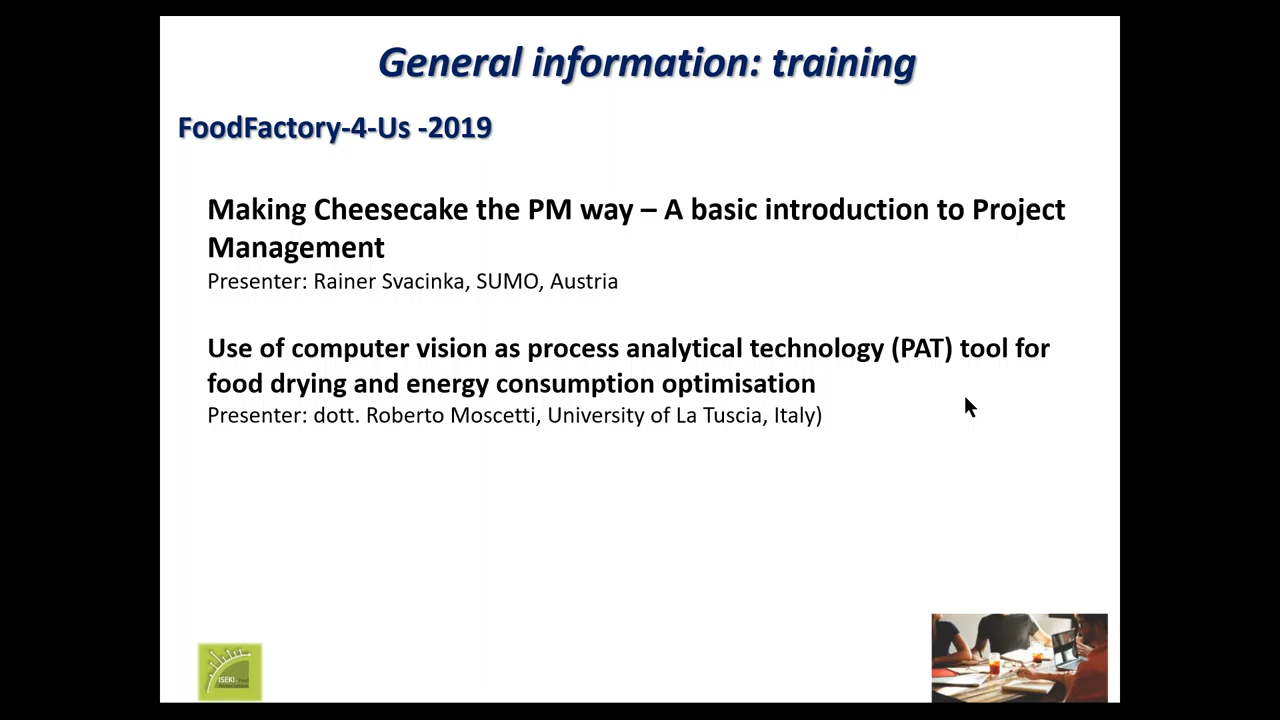 General information: training
FoodFactory-4-Us -2019
Making Cheesecake the PM way – A basic introduction to Project
Management
Presenter: Rainer Svacinka, SUMO, Austria
Use of computer vision as process analytical technology (PAT) tool for
food drying and energy consumption optimisation
Presenter: dott. Roberto Moscetti, University of La Tuscia, Italy)
ISEKI Food
Association